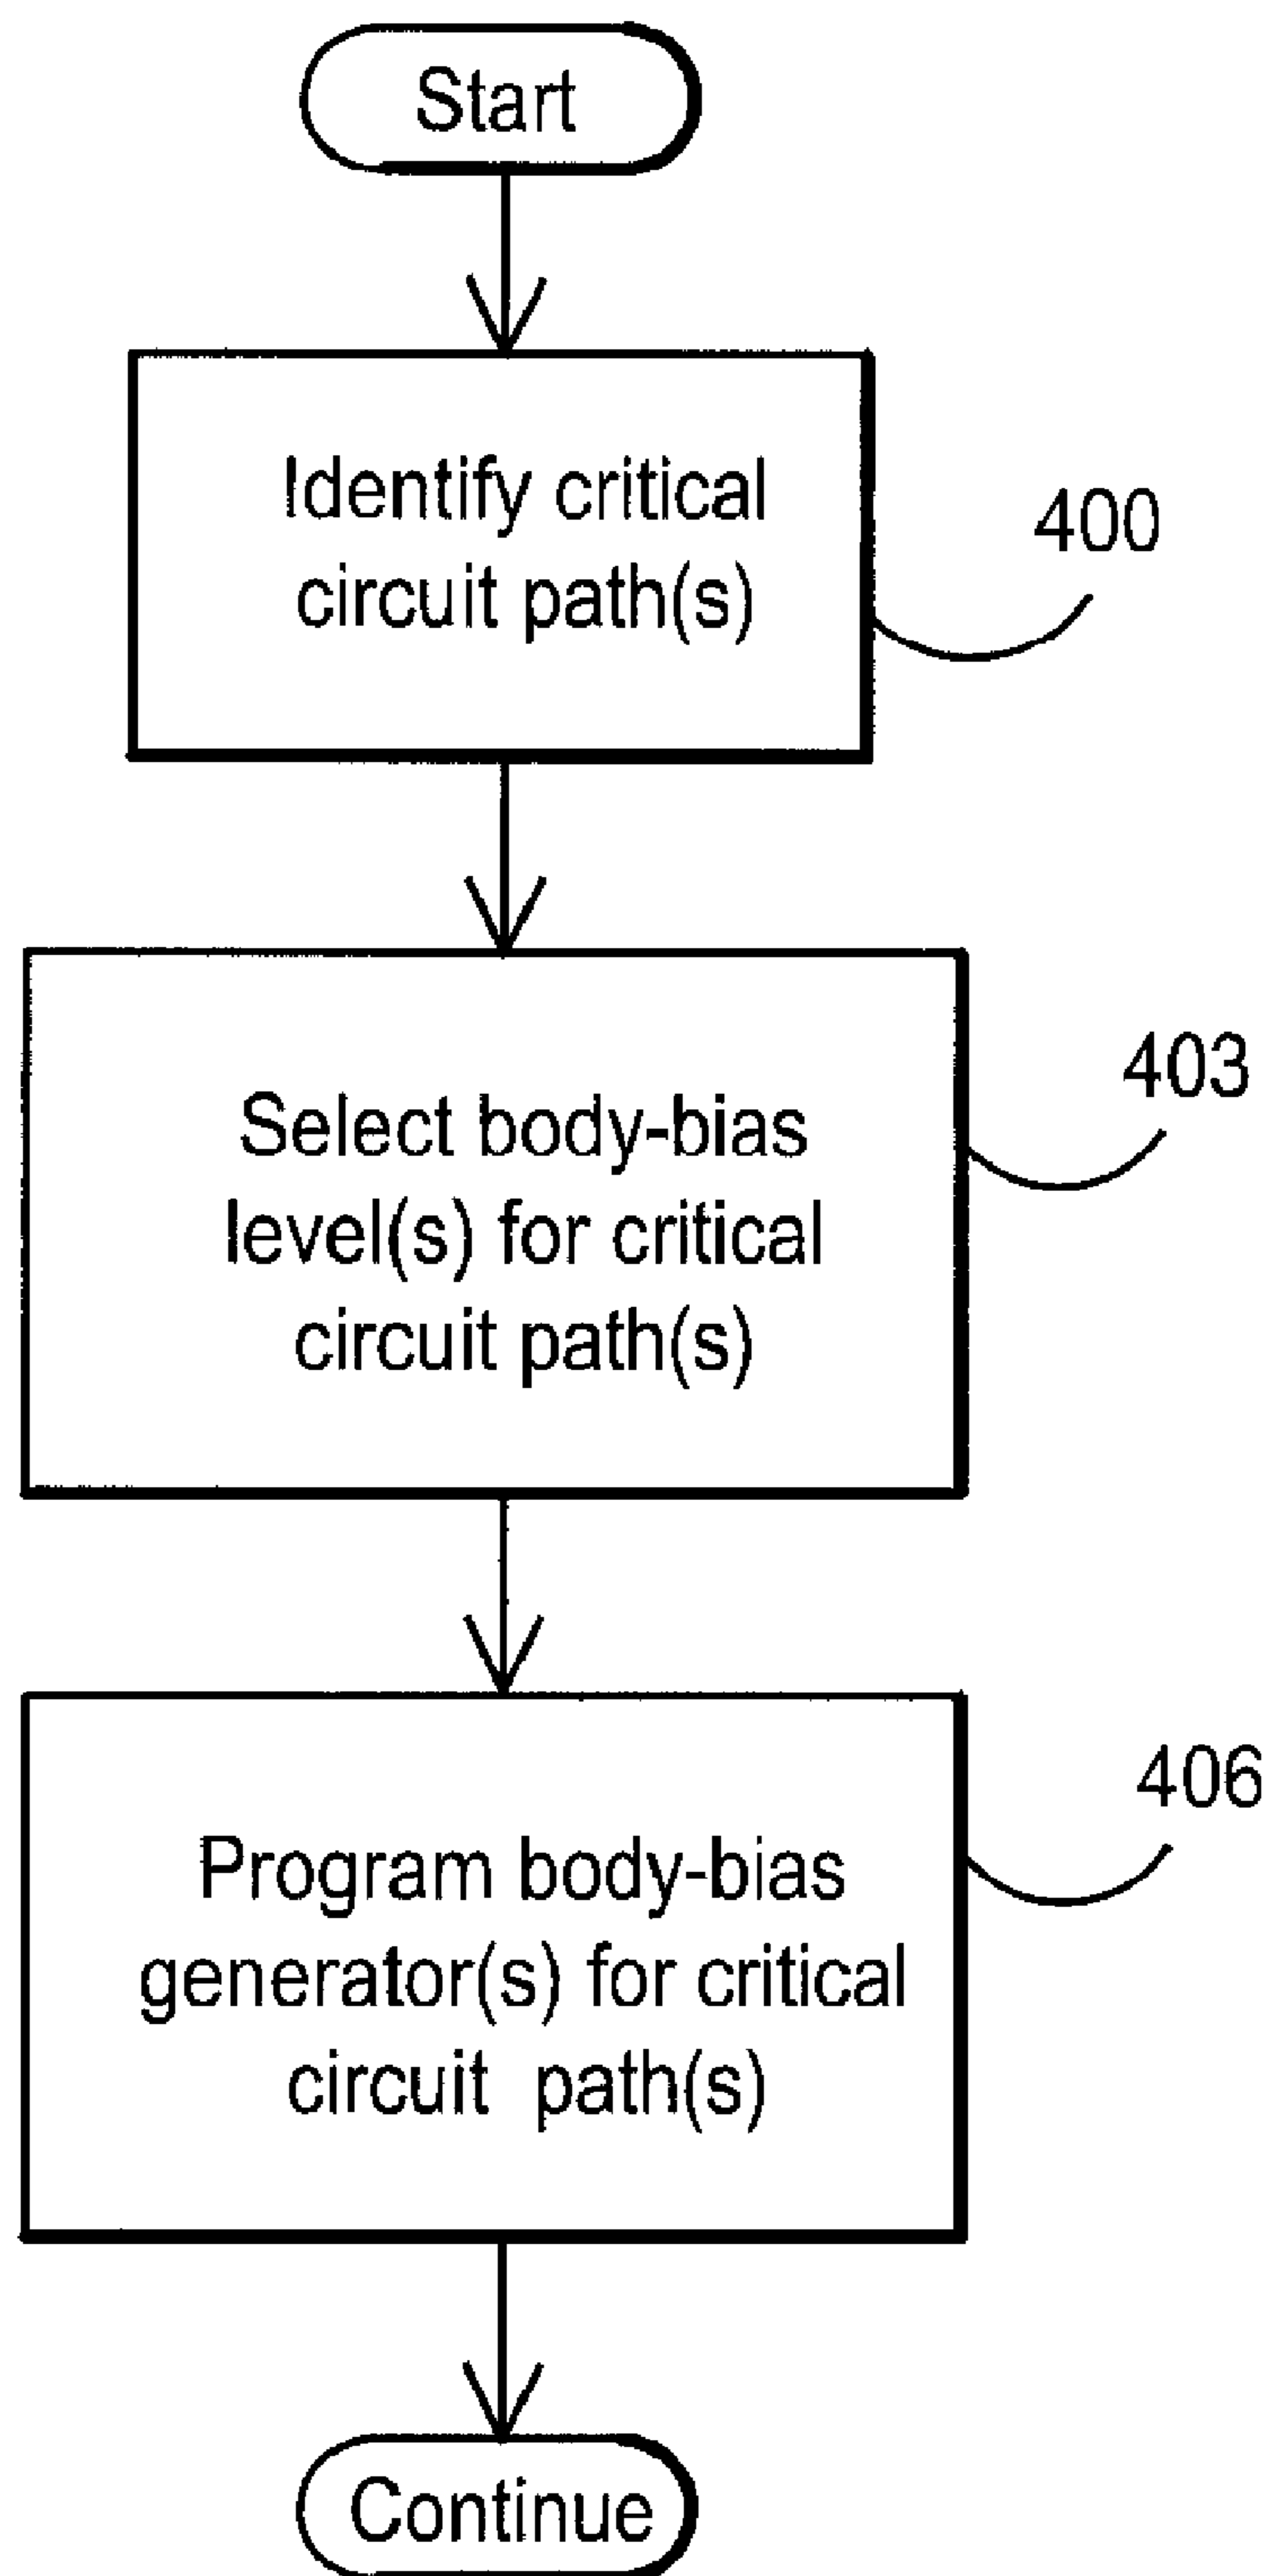 Start
Identify critical
circuit path(s)
400
Select body-bias
level(s) for critical
circuit path(s)
403
Program body-bias
generator(s) for critical
circuit path(s)
406
Continue